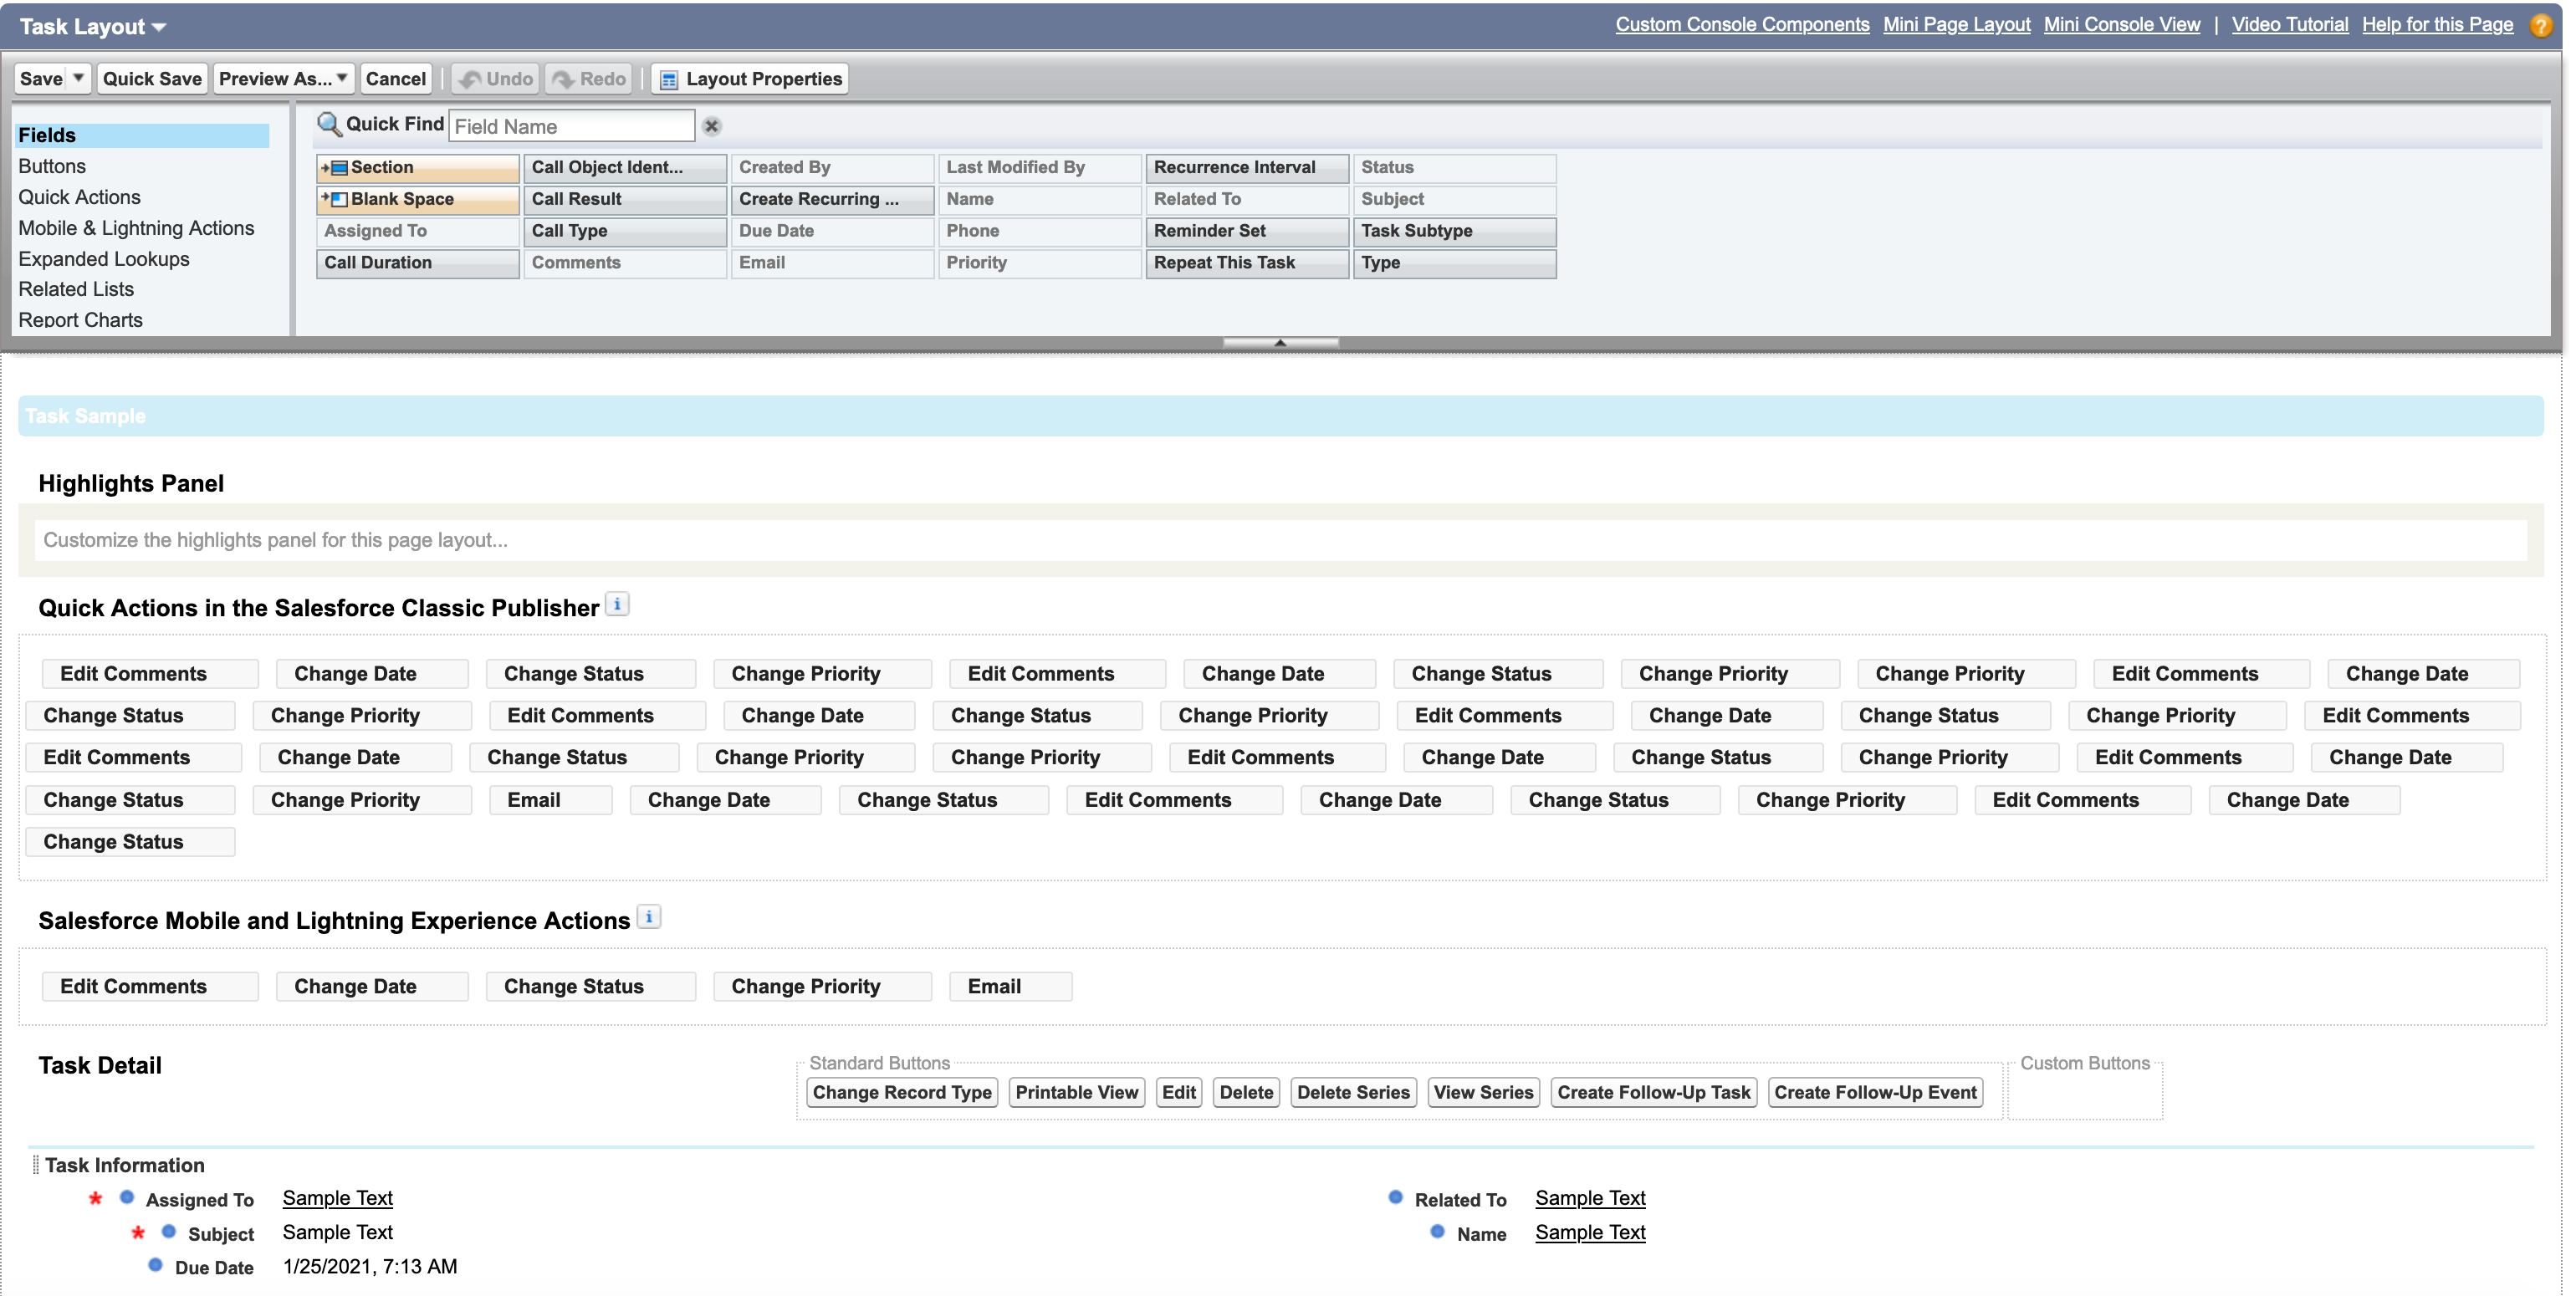 Task Layout
Custom Console Components Mini Page Layout Mini Console View | Video Tutorial Help for this Page ?
Save Quick Save Preview As... Cancel Undo Redo Layout Properties
Fields
Buttons
Quick Actions
Mobile & Lightning Actions
Expanded Lookups
Related Lists
Report Charts
Quick Find Field Name
Section Call Object Ident... Created By Last Modified By Recurrence Interval Status
Blank Space Call Result Create Recurring ... Name Related To Subject
Assigned To Call Type Due Date Phone Reminder Set Task Subtype
Call Duration Comments Email Priority Repeat This Task Type
Task Sample
Highlights Panel
Customize the highlights panel for this page layout...
Quick Actions in the Salesforce Classic Publisher i
Edit Comments Change Date Change Status Change Priority Edit Comments Change Date Change Status Change Priority Change Priority Edit Comments Change Date
Change Status Change Priority Edit Comments Change Date Change Status Change Priority Edit Comments Change Date Change Status Change Priority Edit Comments
Edit Comments Change Date Change Status Change Priority Change Priority Edit Comments Change Date Change Status Change Priority Edit Comments Change Date
Change Status Change Priority Email Change Date Change Status Edit Comments Change Date Change Status Change Priority Edit Comments Change Date
Change Status
Salesforce Mobile and Lightning Experience Actions i
Edit Comments Change Date Change Status Change Priority Email
Task Detail
Standard Buttons
Change Record Type Printable View Edit Delete Delete Series View Series Create Follow-Up Task Create Follow-Up Event
Custom Buttons
Task Information
* Assigned To Sample Text Related To Sample Text
* Subject Sample Text Name Sample Text
Due Date 1/25/2021, 7:13 AM